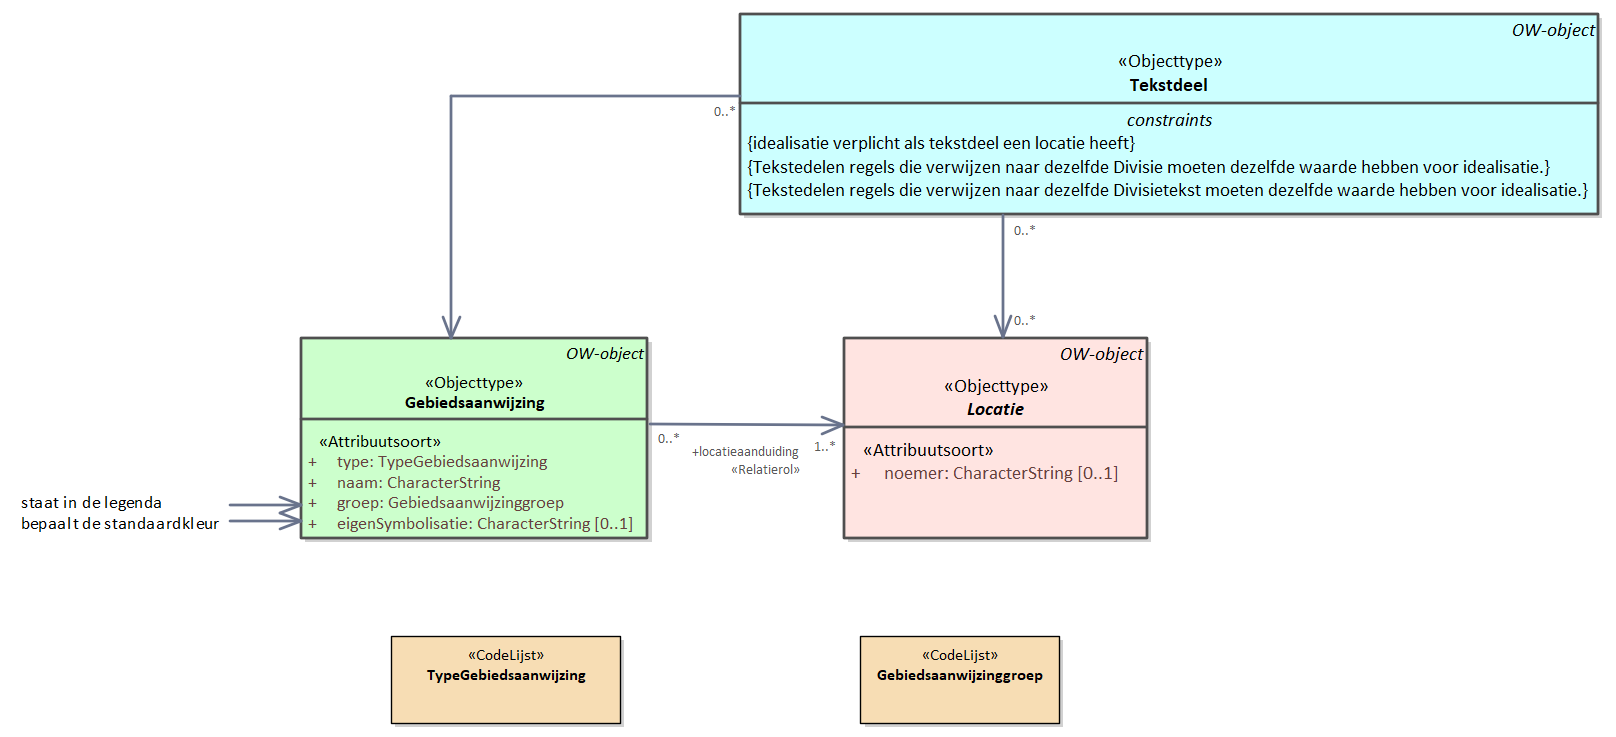 OW-object
«Objecttype»
Tekstdeel
constraints
{idealisatie verplicht als tekstdeel een locatie heeft}
{Tekstedelen regels die verwijzen naar dezelfde Divisie moeten dezelfde waarde hebben voor idealisatie.}
{Tekstedelen regels die verwijzen naar dezelfde Divisietekst moeten dezelfde waarde hebben voor idealisatie.}
0..*
0..*
0..*
OW-object
«Objecttype»
Gebiedsaanwijzing
«Attribuutsoort»
+ type: TypeGebiedsaanwijzing
+ naam: CharacterString
+ groep: Gebiedsaanwijzinggroep
+ eigenSymbolisatie: CharacterString [0..1]
staat in de legenda
bepaalt de standaardkleur
0..*
+locatieaanduiding
«Relatierol»
1..*
OW-object
«Objecttype»
Locatie
«Attribuutsoort»
+ noemer: CharacterString [0..1]
«CodeLijst»
TypeGebiedsaanwijzing
«CodeLijst»
Gebiedsaanwijzinggroep